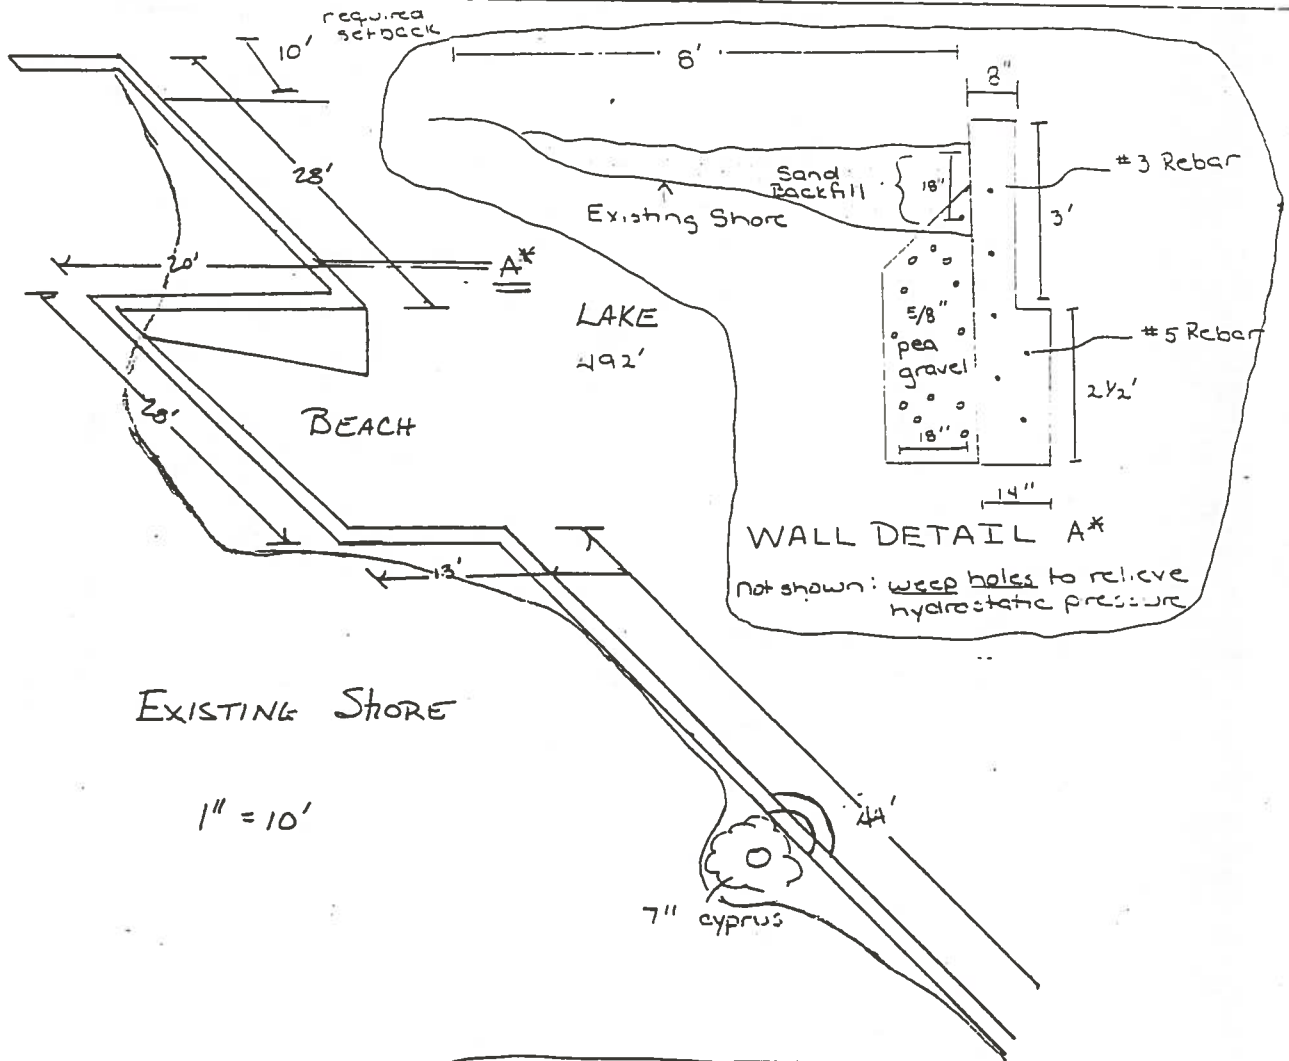 required
setback
10'
28'
20'
A*
28'
LAKE
492'
BEACH
13'
EXISTING SHORE
1" = 10'
7" cyprus
44'
8"
Sand
Backfill
18"
Existing Shore
#3 Rebar
3'
5/8"
pea
gravel
#5 Rebar
2 1/2'
18"
14"
WALL DETAIL A*
Not shown: weep holes to relieve
hydrostatic pressure